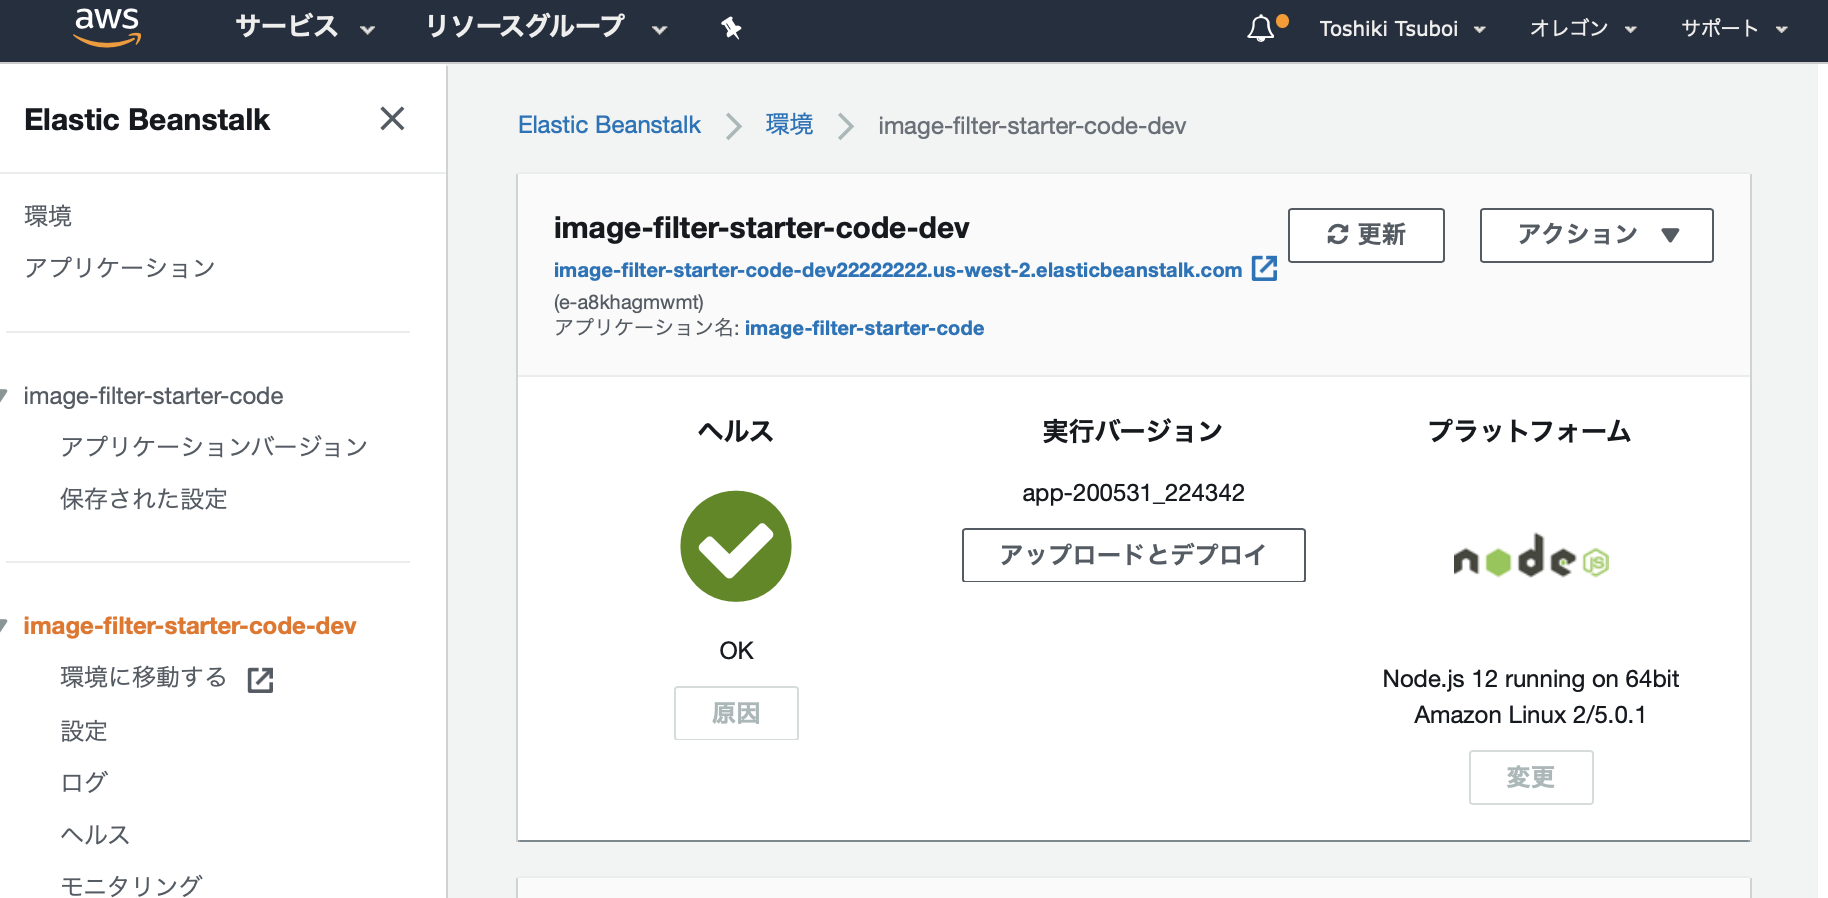 aws サービス リソースグループ Toshiki Tsuboi オレゴン サポート
Elastic Beanstalk
環境
アプリケーション
image-filter-starter-code
アプリケーションバージョン
保存された設定
image-filter-starter-code-dev
環境に移動する
設定
ログ
ヘルス
モニタリング
Elastic Beanstalk 環境 image-filter-starter-code-dev
image-filter-starter-code-dev
更新 アクション
image-filter-starter-code-dev22222222.us-west-2.elasticbeanstalk.com
(e-a8khagmwmt)
アプリケーション名: image-filter-starter-code
ヘルス
OK
原因
実行バージョン
app-200531_224342
アップロードとデプロイ
プラットフォーム
node JS
Node.js 12 running on 64bit
Amazon Linux 2/5.0.1
変更